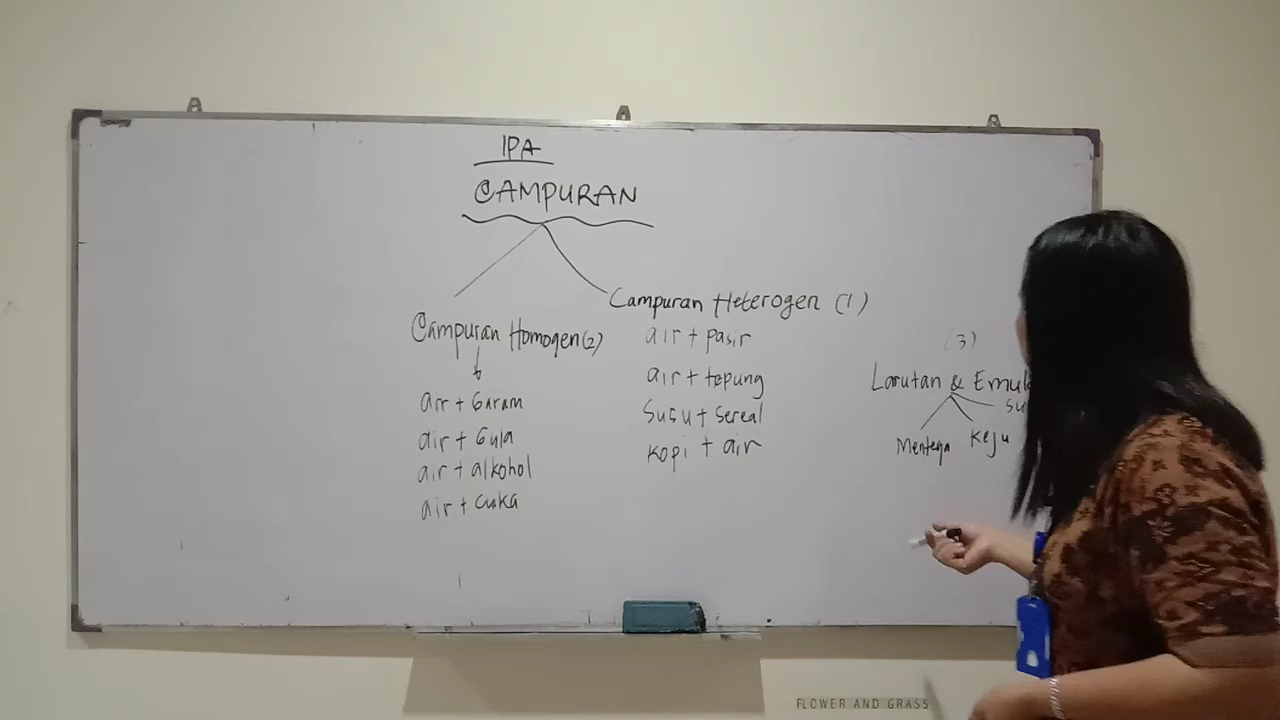 IPA
CAMPURAN
Campuran Homogen (2)
air + Garam
air + Gula
air + alkohol
air + cuka
Campuran Heterogen (1)
air + pasir
air + tepung
Susu + Sereal
Kopi + air
(3)
Larutan &
Mentega
Keju
FLOWER AND GRASS